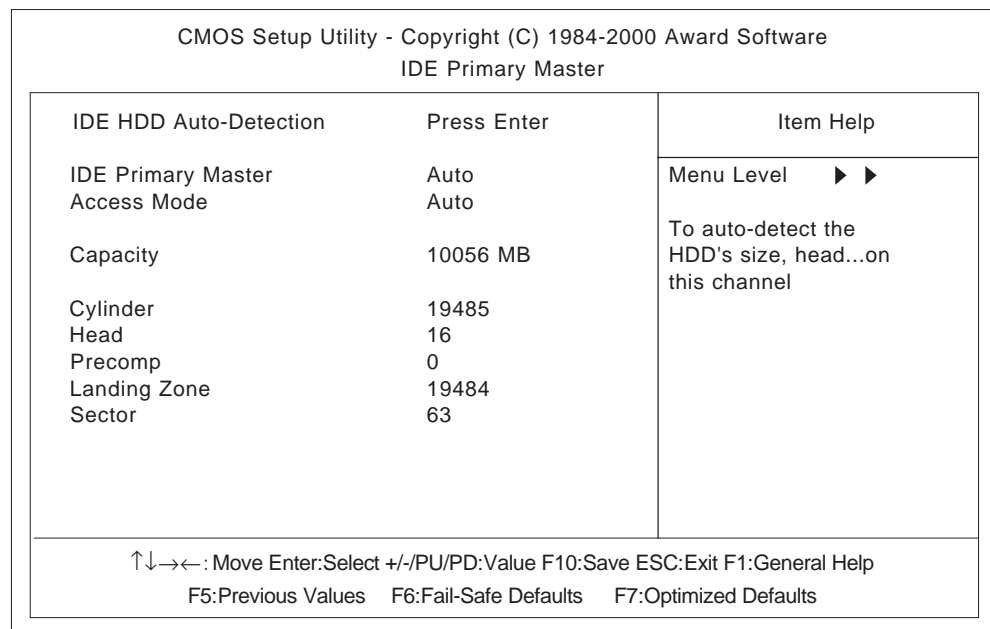 CMOS Setup Utility - Copyright (C) 1984-2000 Award Software
IDE Primary Master
IDE HDD Auto-Detection Press Enter
IDE Primary Master Auto
Access Mode Auto
Capacity 10056 MB
Cylinder 19485
Head 16
Precomp 0
Landing Zone 19484
Sector 63
Item Help
Menu Level ▶ ▶
To auto-detect the
HDD's size, head...on
this channel
↑↓→←: Move Enter:Select +/-/PU/PD:Value F10:Save ESC:Exit F1:General Help
F5:Previous Values F6:Fail-Safe Defaults F7:Optimized Defaults